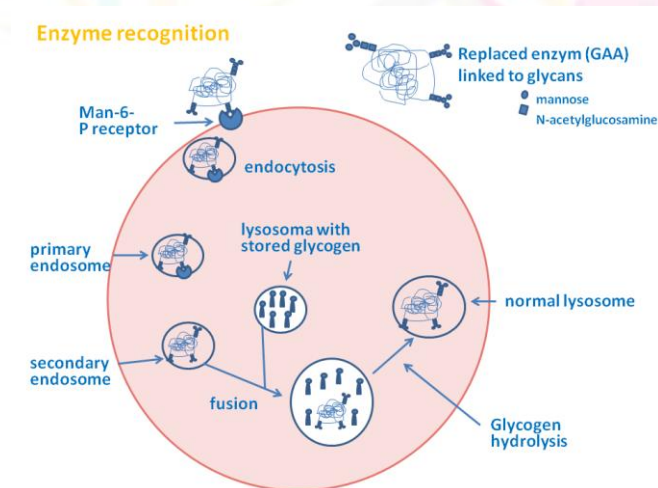 Enzyme recognition
Replaced enzym (GAA)
linked to glycans
mannose
N-acetylglucosamine
Man-6-
P receptor
endocytosis
lysosoma with
stored glycogen
primary
endosome
normal lysosome
secondary
endosome
fusion
Glycogen
hydrolysis